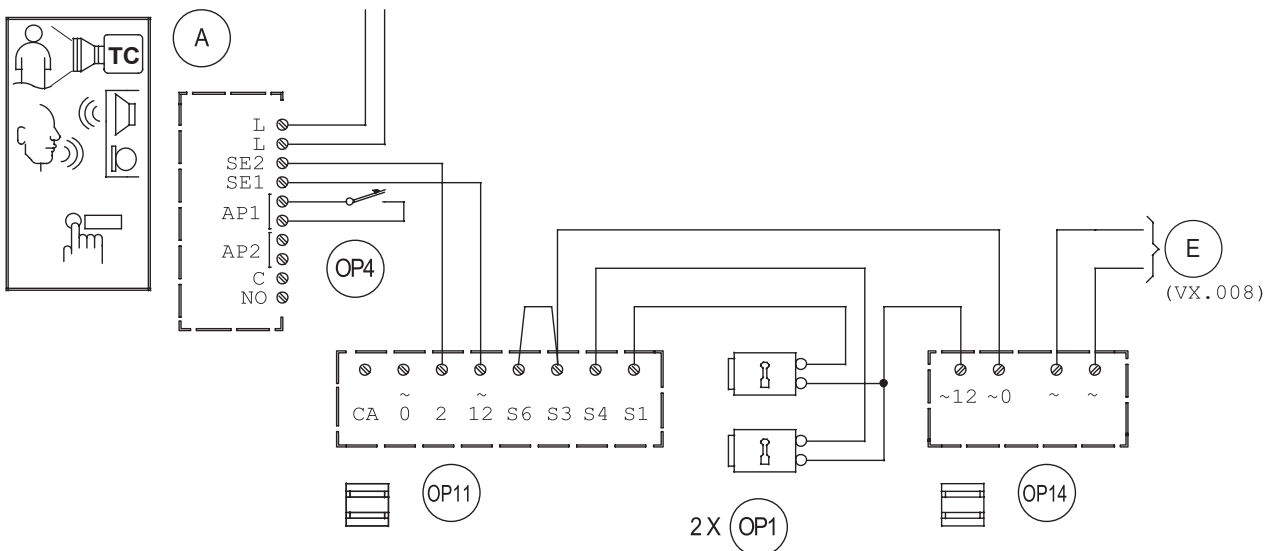 TC
A
L
L
SE2
SE1
AP1
AP2
C
NO
OP4
E
(VX.008)
CA ~0 2 ~12 S6 S3 S4 S1
~12 ~0 ~ ~
OP11
2 X OP1
OP14